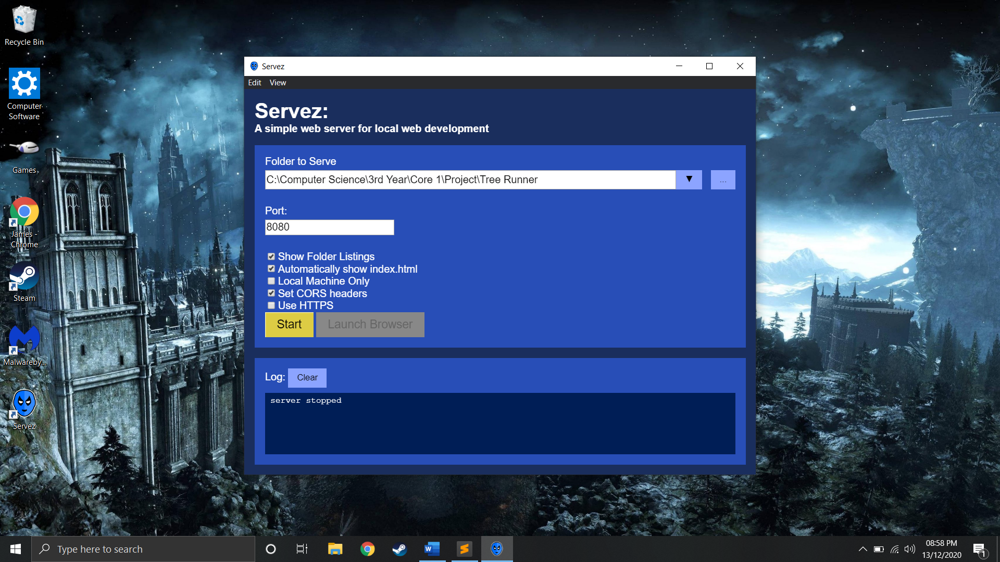 Recycle Bin
Computer
Software
Games
James -
Chrome
Steam
Malwareby...
Servez
Servez
Edit View
Servez:
A simple web server for local web development
Folder to Serve
C:\Computer Science\3rd Year\Core 1\Project\Tree Runner
▼ ...
Port:
8080
Show Folder Listings
Automatically show index.html
Local Machine Only
Set CORS headers
Use HTTPS
Start Launch Browser
Log: Clear
server stopped
Type here to search
08:58 PM
13/12/2020
1